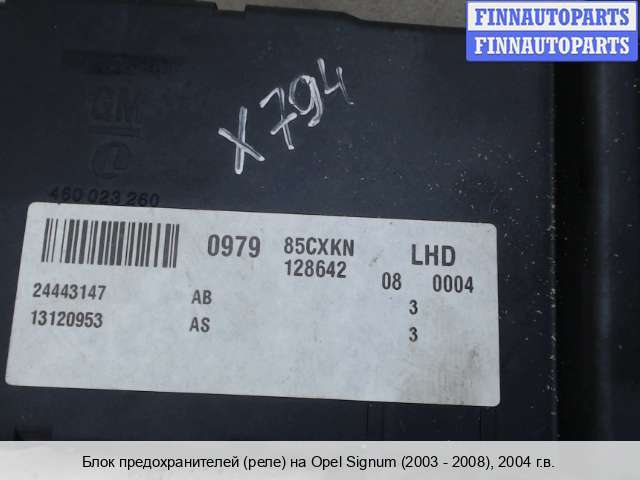 FINNAUTOPARTS
FINNAUTOPARTS
X794
GM
460 023 260
0979 85CXKN LHD
128642 08 0004
24443147 AB 3
13120953 AS 3
Блок предохранителей (реле) на Opel Signum (2003 - 2008), 2004 г.в.